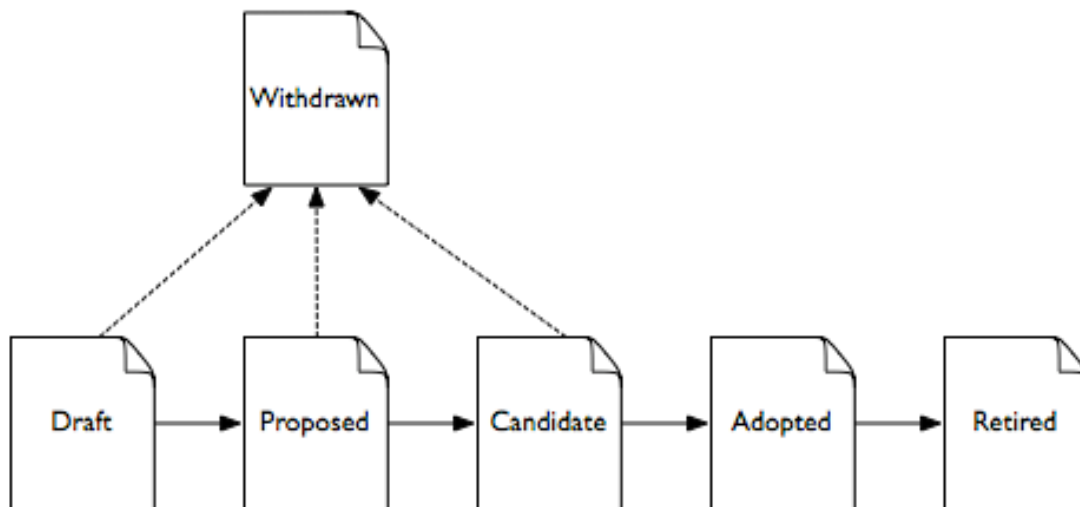 Withdrawn
Draft
Proposed
Candidate
Adopted
Retired